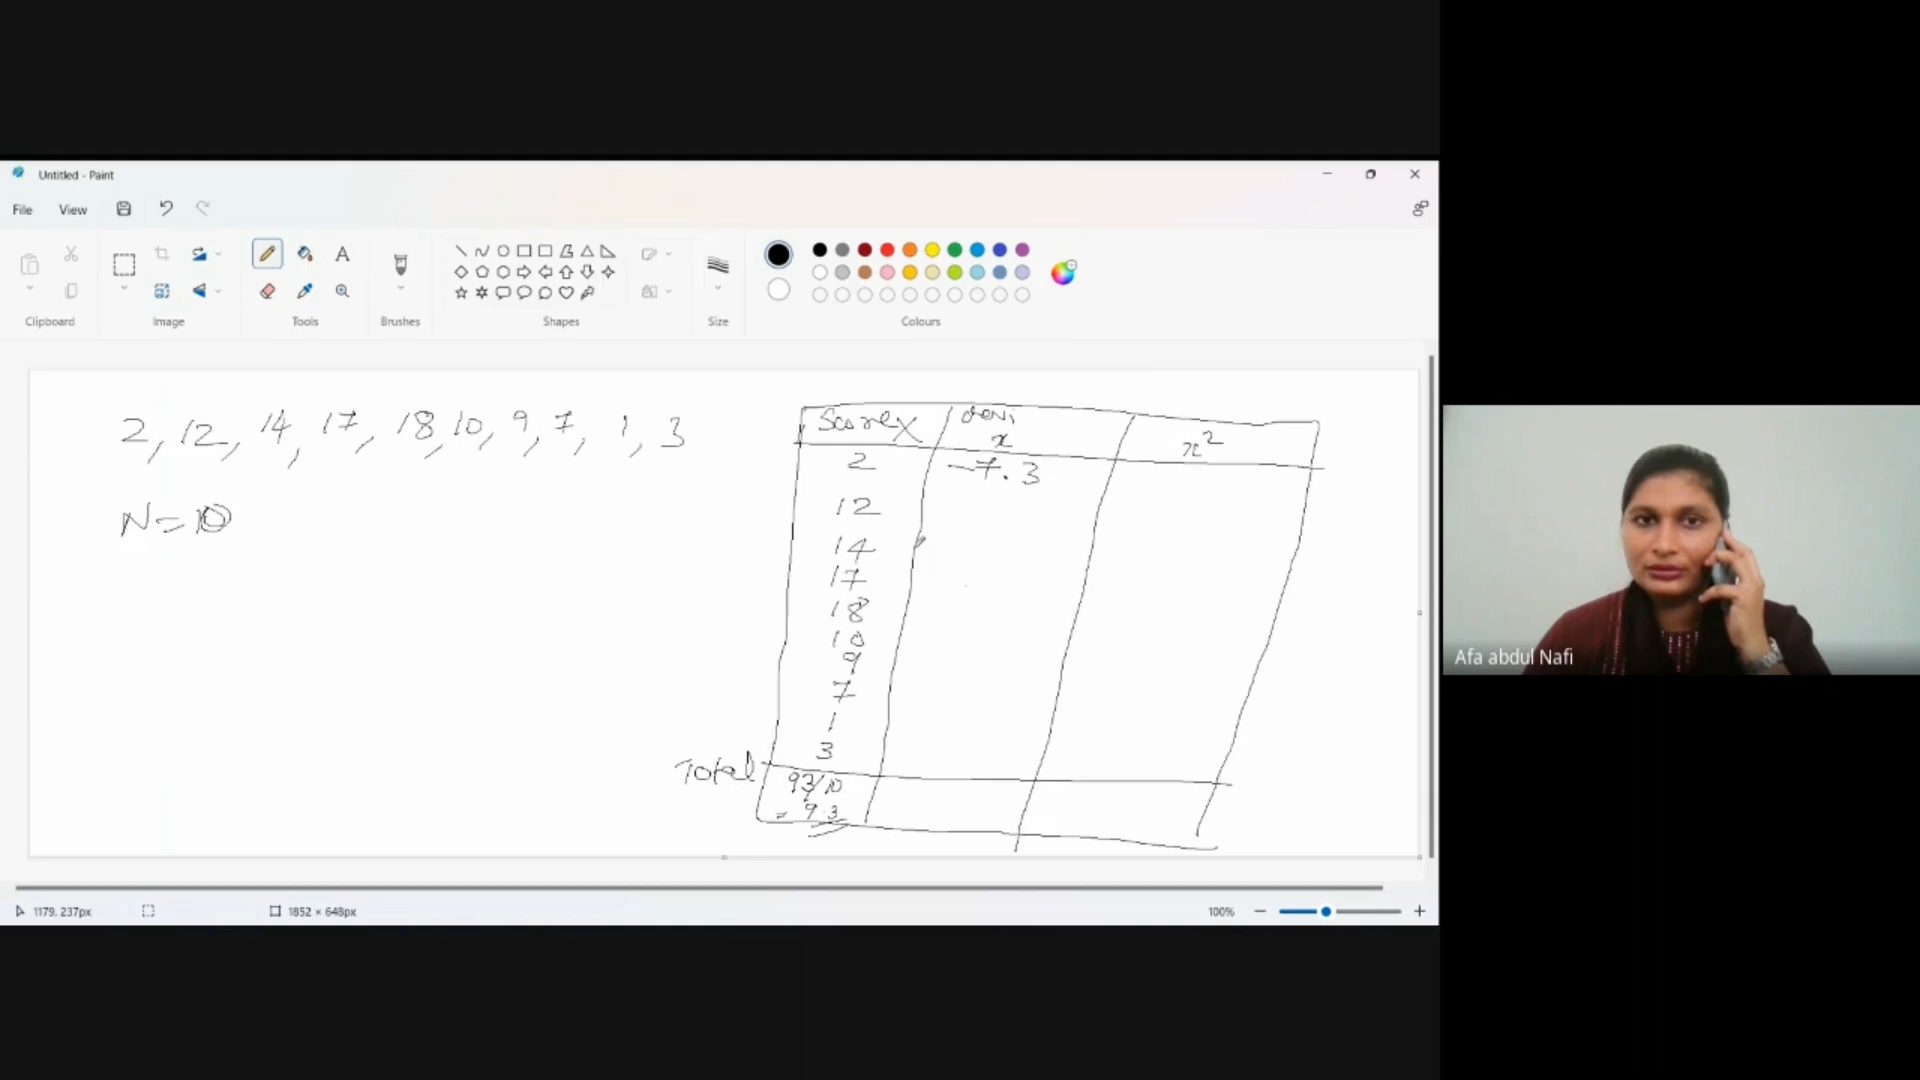 Untitled - Paint
File View
Clipboard Image Tools Brushes Shapes Size Colours
2, 12, 14, 17, 18, 10, 9, 7, 1, 3
N=10
Score X devi x x²
2 -7.3
12
14
17
18
10
9
7
1
3
Total 93/10
= 9.3
Afa abdul Nafi
1179, 237px 1852 × 648px 100%